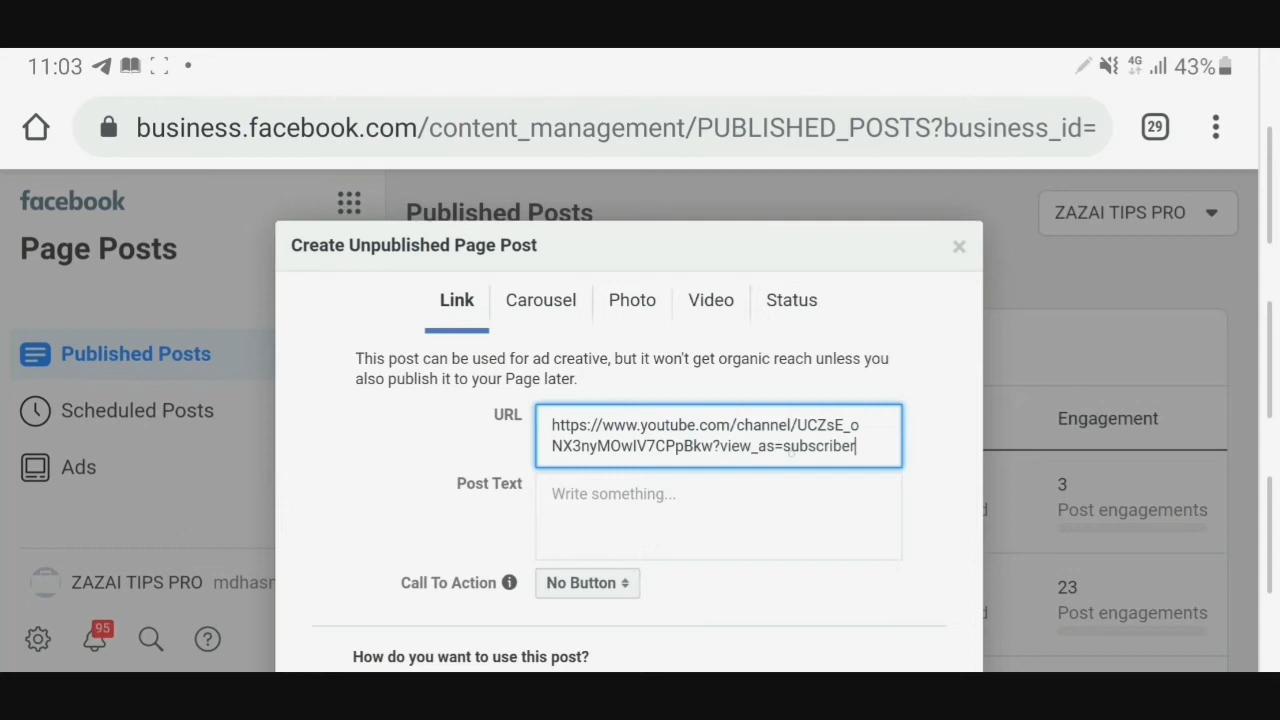 11:03
4G
43%
business.facebook.com/content_management/PUBLISHED_POSTS?business_id=
29
facebook
Page Posts
Published Posts
Scheduled Posts
Ads
ZAZAI TIPS PRO mdhasn
95
Published Posts
ZAZAI TIPS PRO
Create Unpublished Page Post
×
Link
Carousel
Photo
Video
Status
This post can be used for ad creative, but it won't get organic reach unless you
also publish it to your Page later.
URL
https://www.youtube.com/channel/UCZsE_o
NX3nyMOwIV7CPpBkw?view_as=subscriber
Post Text
Write something...
Call To Action
No Button
How do you want to use this post?
Engagement
3
Post engagements
23
Post engagements